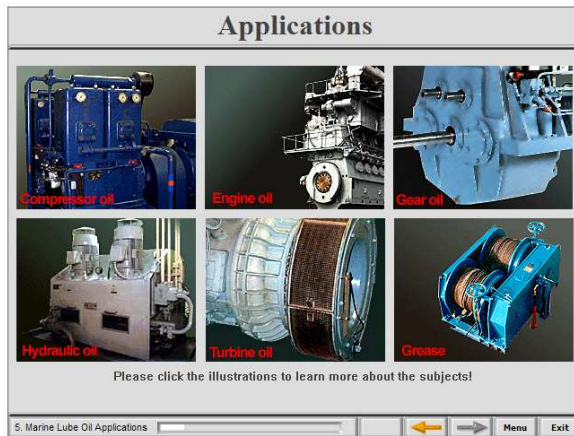 Applications
Compressor oil
Engine oil
Gear oil
Hydraulic oil
Turbine oil
Grease
Please click the illustrations to learn more about the subjects!
5. Marine Lube Oil Applications
Menu
Exit